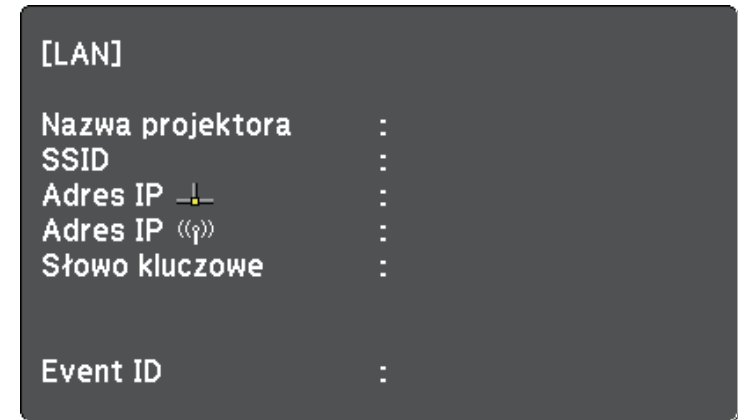 [LAN]
Nazwa projektora :
SSID :
Adres IP :
Adres IP :
Słowo kluczowe :
Event ID :